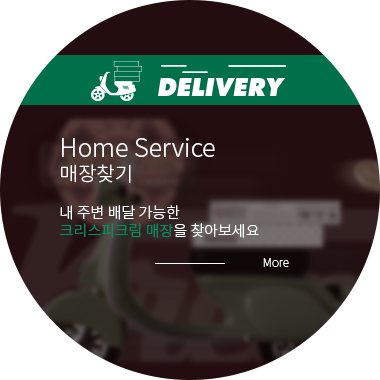 DELIVERY
Home Service
매장찾기
내 주변 배달 가능한
크리스피크림 매장을 찾아보세요
More